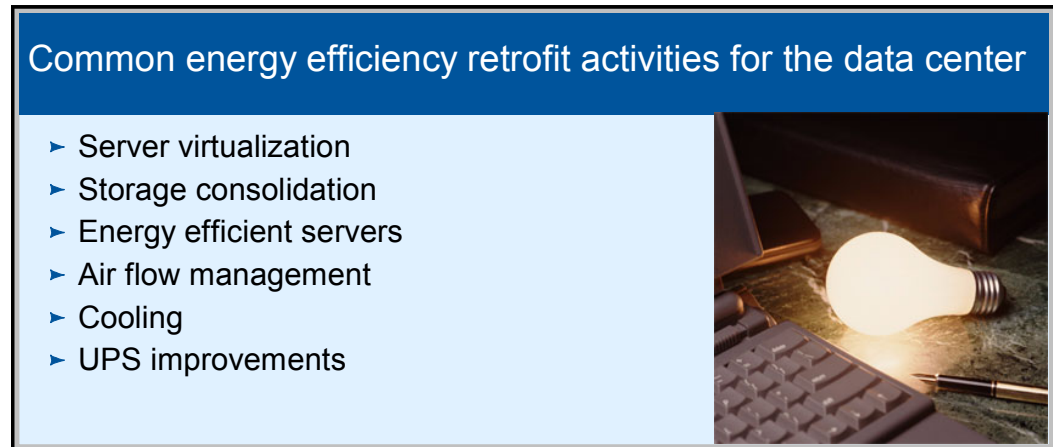 Common energy efficiency retrofit activities for the data center
► Server virtualization
► Storage consolidation
► Energy efficient servers
► Air flow management
► Cooling
► UPS improvements